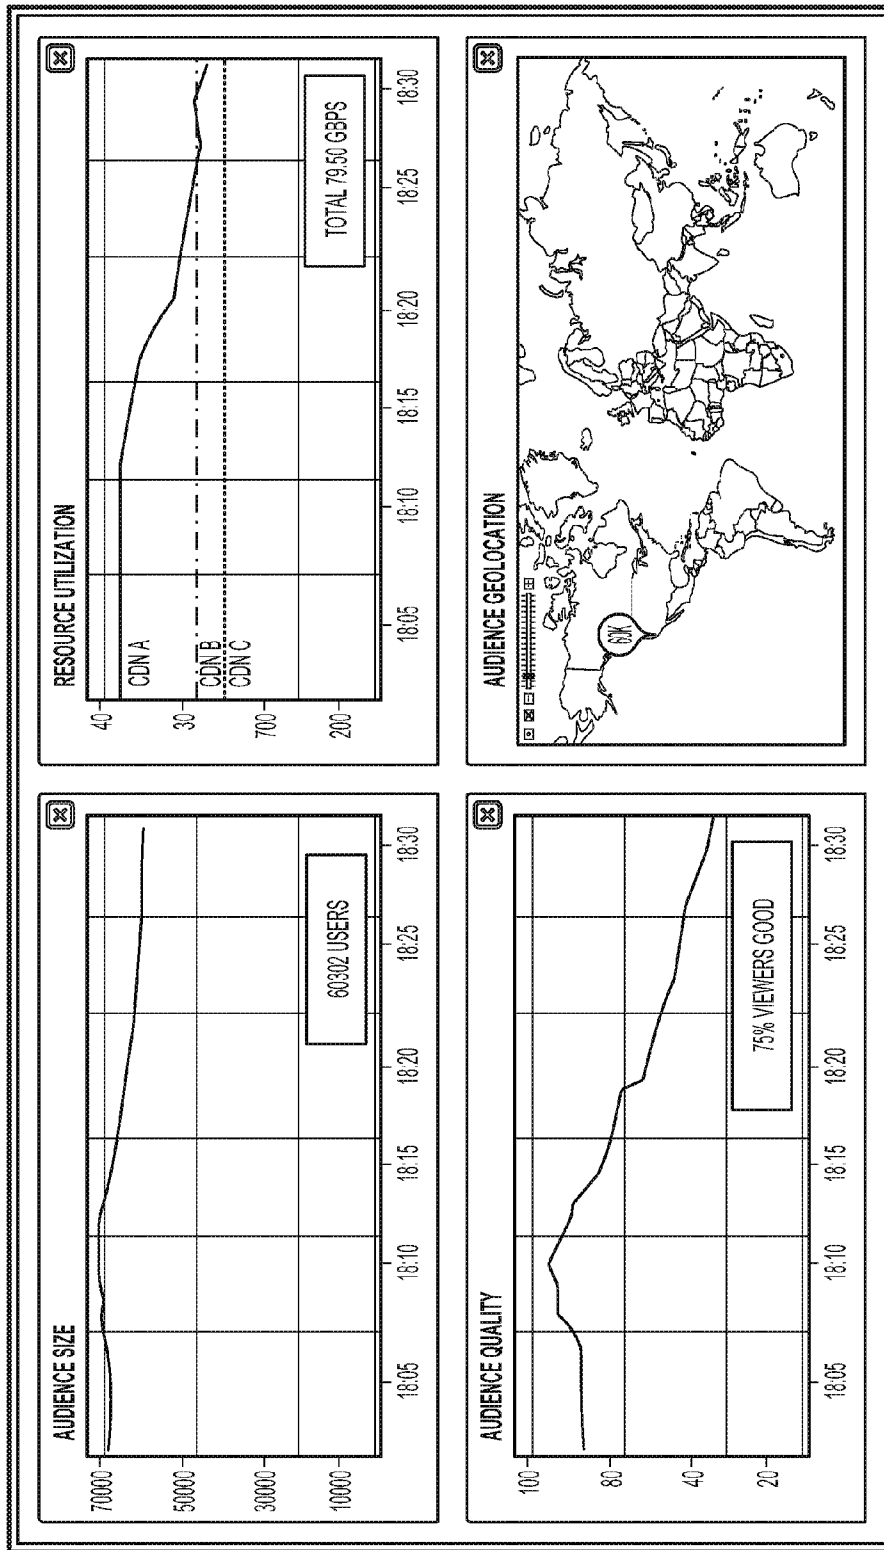 AUDIENCE SIZE
70000
50000
30000
10000
60302 USERS
18:05
18:10
18:15
18:20
18:25
18:30
RESOURCE UTILIZATION
40
30
700
200
CDN A
CDN B
CDN C
TOTAL 79.50 GBPS
18:05
18:10
18:15
18:20
18:25
18:30
AUDIENCE QUALITY
100
80
40
20
75% VIEWERS GOOD
18:05
18:10
18:15
18:20
18:25
18:30
AUDIENCE GEOLOCATION
60K